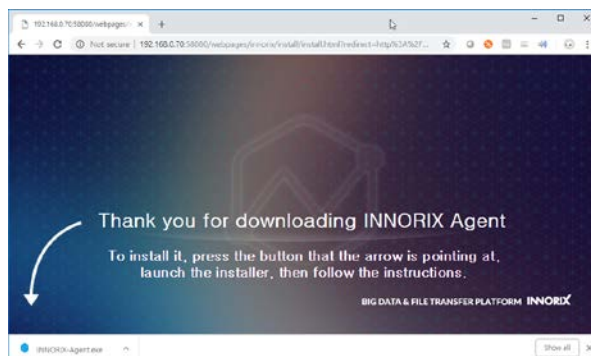 192.168.0.70:58080/webpages/i
Not secure | 192.168.0.70:58080/webpages/innorix/install/install.html?redirect=http%3A%2F...
Thank you for downloading INNORIX Agent
To install it, press the button that the arrow is pointing at,
launch the installer, then follow the instructions.
BIG DATA & FILE TRANSFER PLATFORM INNORIX
INNORIX-Agent.exe
Show all